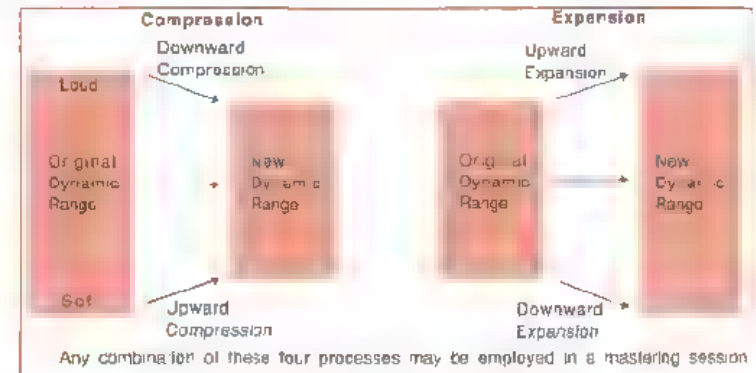 Compression
Downward
Compression
Loud
Original
Dynamic
Range
New
Dynamic
Range
Soft
Upward
Compression
Expansion
Upward
Expansion
Original
Dynamic
Range
New
Dynamic
Range
Downward
Expansion
Any combination of these four processes may be employed in a mastering session